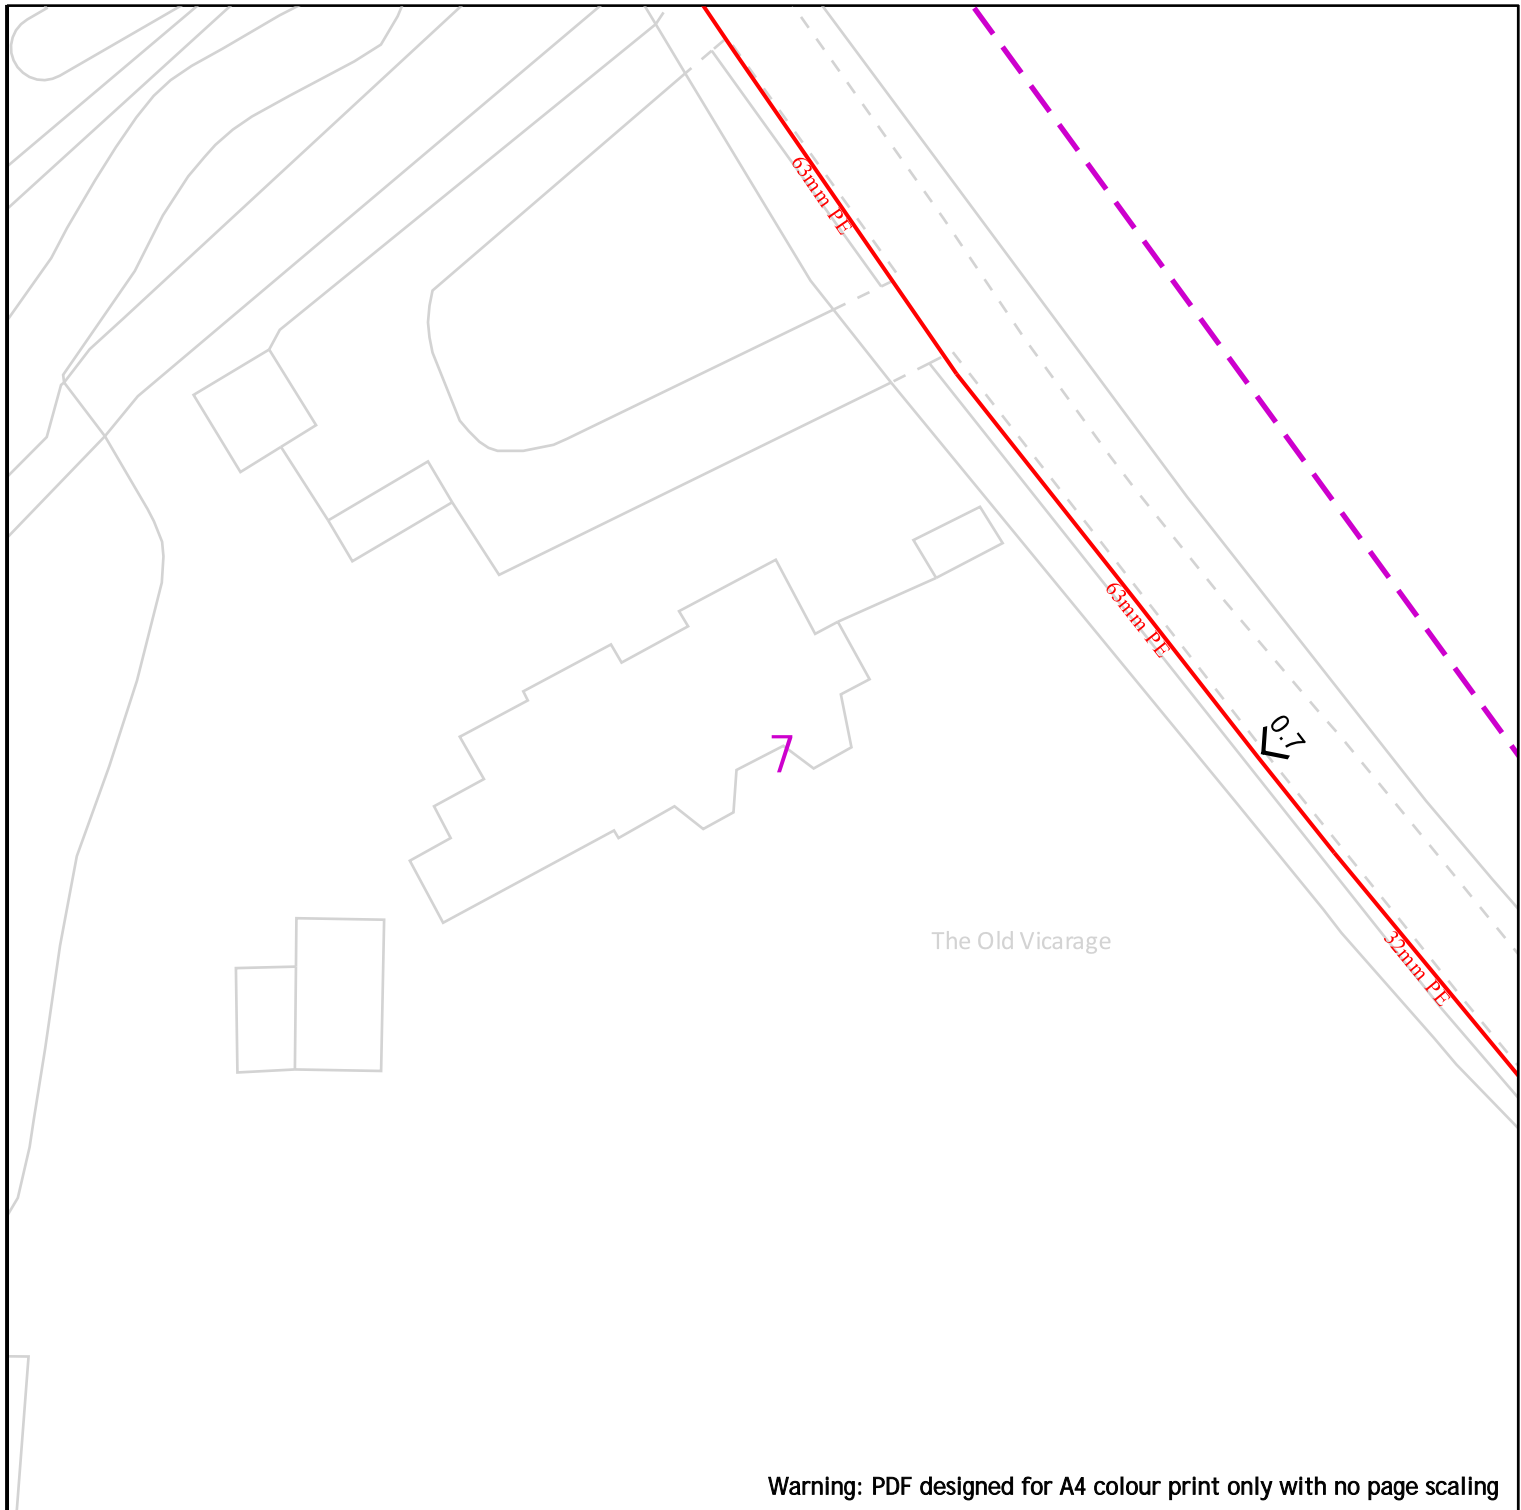 63mm PE
63mm PE
0.7
7
The Old Vicarage
32mm PE
Warning: PDF designed for A4 colour print only with no page scaling